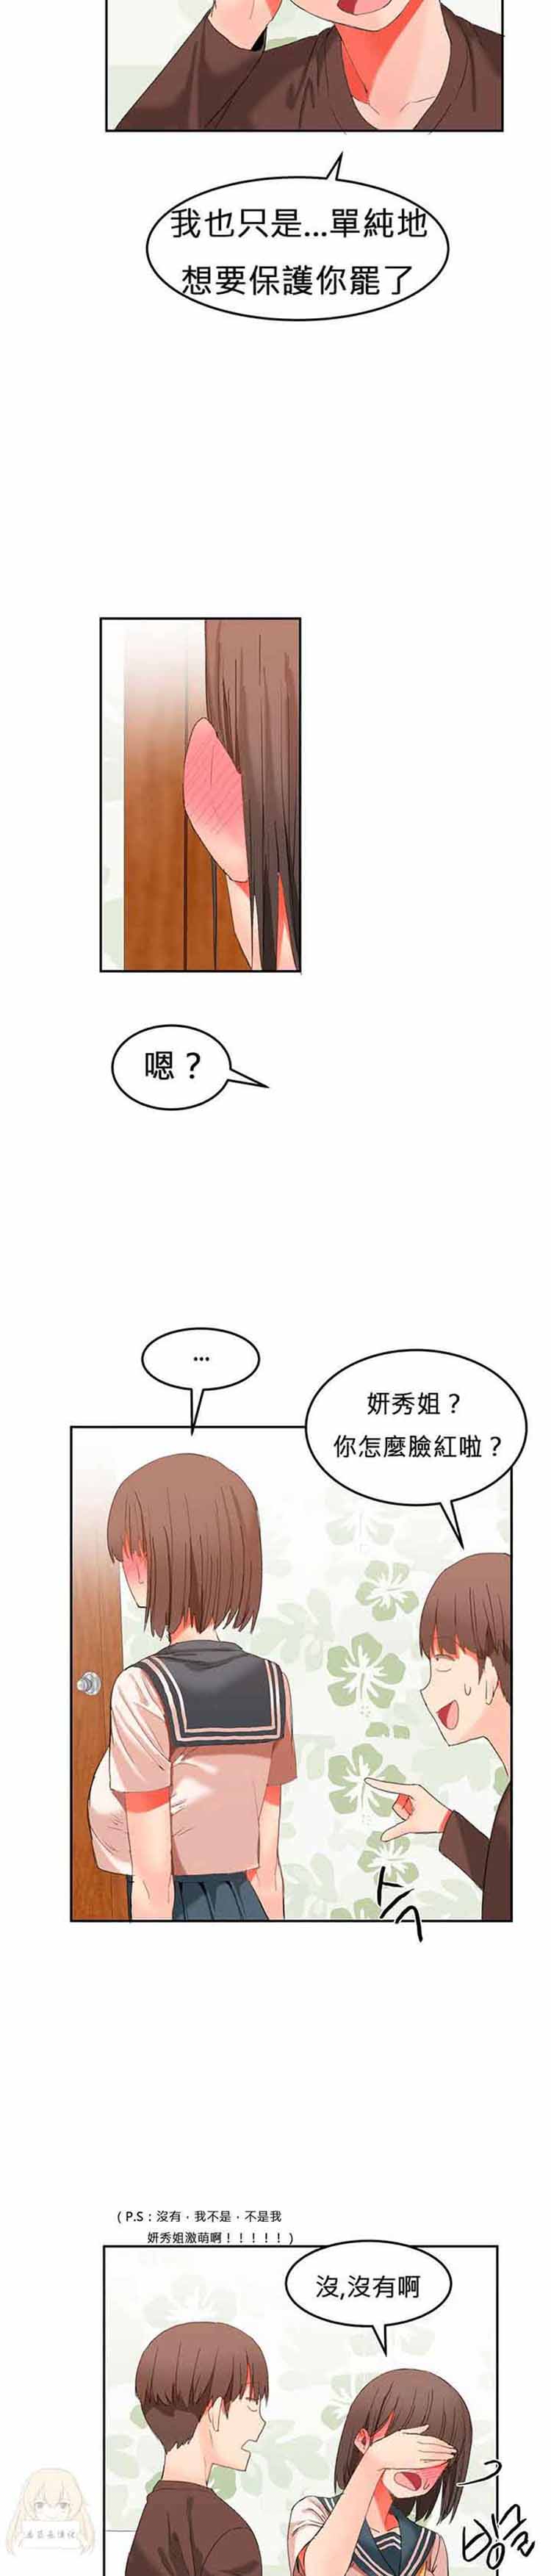 我也只是...單純地
想要保護你罷了
嗯？
...
妍秀姐？
你怎麼臉紅啦？
（P.S：沒有，我不是，不是我
妍秀姐激萌啊！！！！！）
沒,沒有啊